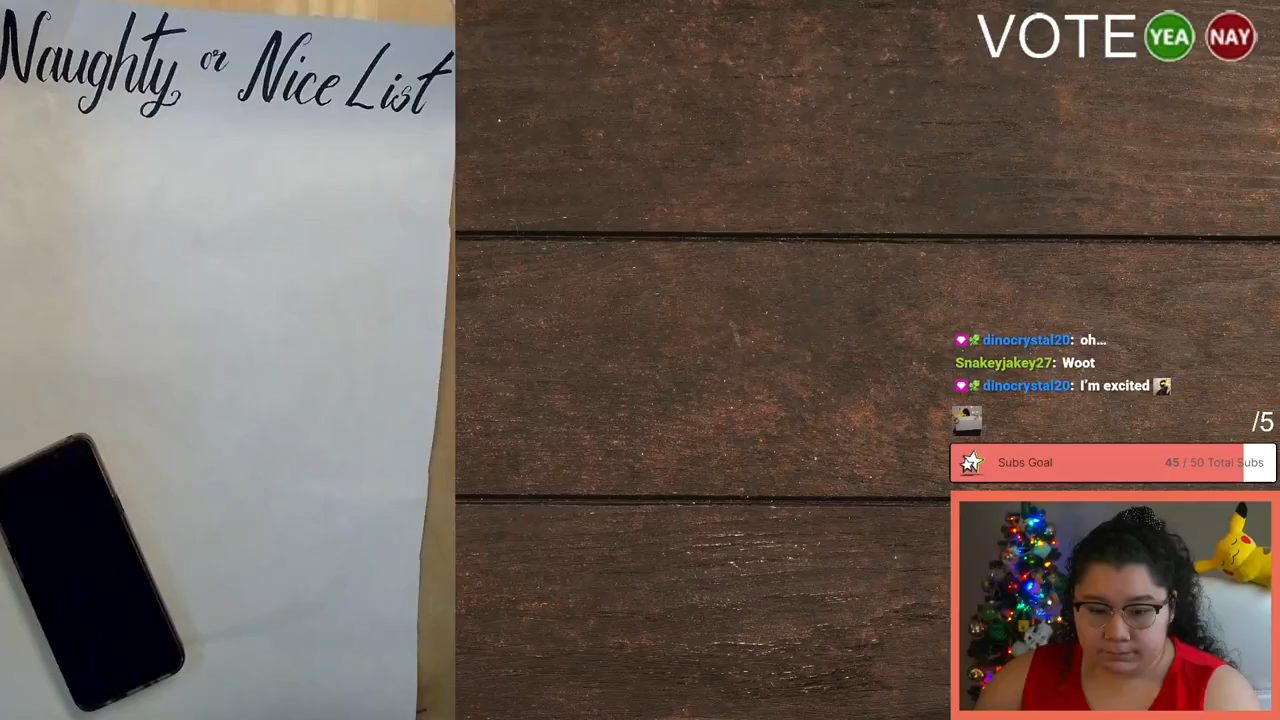 Naughty or Nice List
VOTE YEA NAY
dinocrystal20: oh...
Snakeyjakey27: Woot
dinocrystal20: I'm excited
/5
Subs Goal 45 / 50 Total Subs